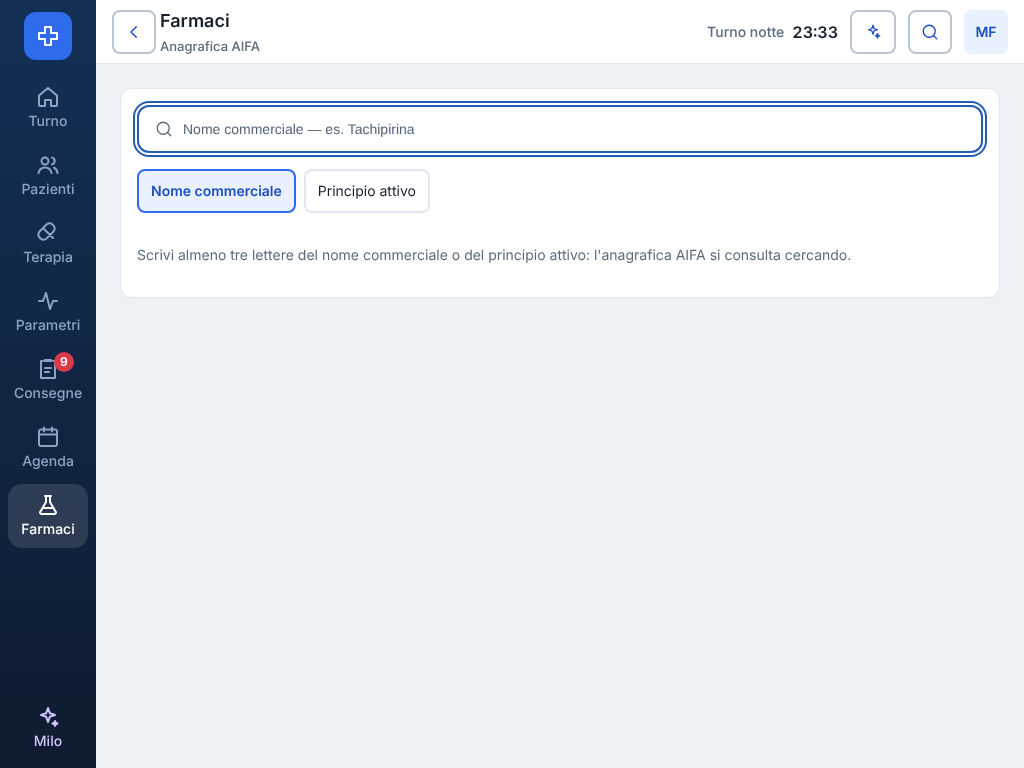 Farmaci
Anagrafica AIFA
Turno notte 23:33
MF
Turno
Pazienti
Terapia
Parametri
9
Consegne
Agenda
Farmaci
Milo
Nome commerciale — es. Tachipirina
Nome commerciale
Principio attivo
Scrivi almeno tre lettere del nome commerciale o del principio attivo: l'anagrafica AIFA si consulta cercando.